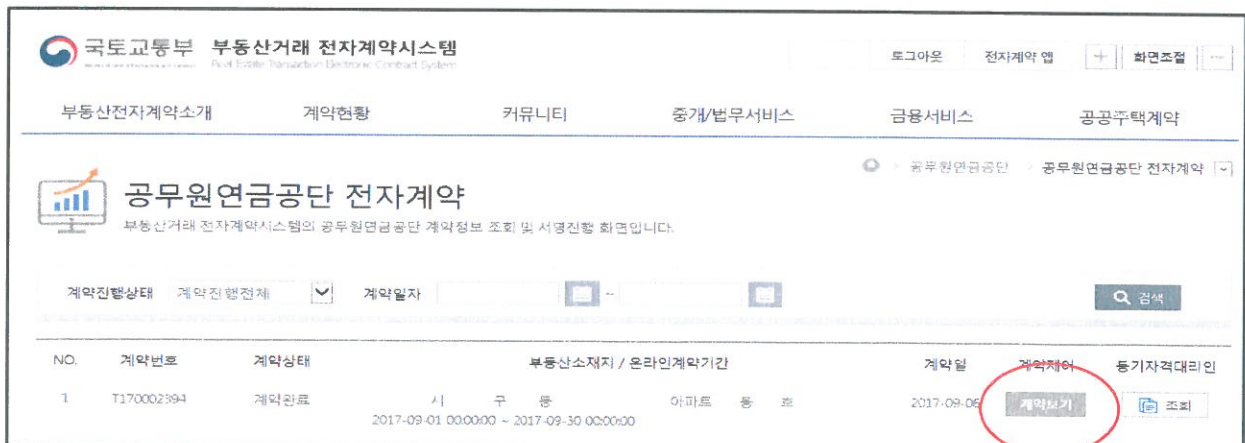 국토교통부 부동산거래 전자계약시스템
Real Estate Transaction Electronic Contract System
로그아웃 전자계약 앱 + 화면조절
부동산전자계약소개 계약현황 커뮤니티 중개/법무서비스 금융서비스 공공주택계약
공무원연금공단 공무원연금공단 전자계약
공무원연금공단 전자계약
부동산거래 전자계약시스템의 공무원연금공단 계약정보 조회 및 서명진행 화면입니다.
계약진행상태 계약진행전체 계약일자 ~ 검색
NO. 계약번호 계약상태 부동산소재지 / 온라인계약기간 계약일 계약제어 등기자격대리인
1 T170002394 계약완료 시 구 동 아파트 동 호 2017-09-06 계약보기 조회
2017-09-01 00:00:00 ~ 2017-09-30 00:00:00